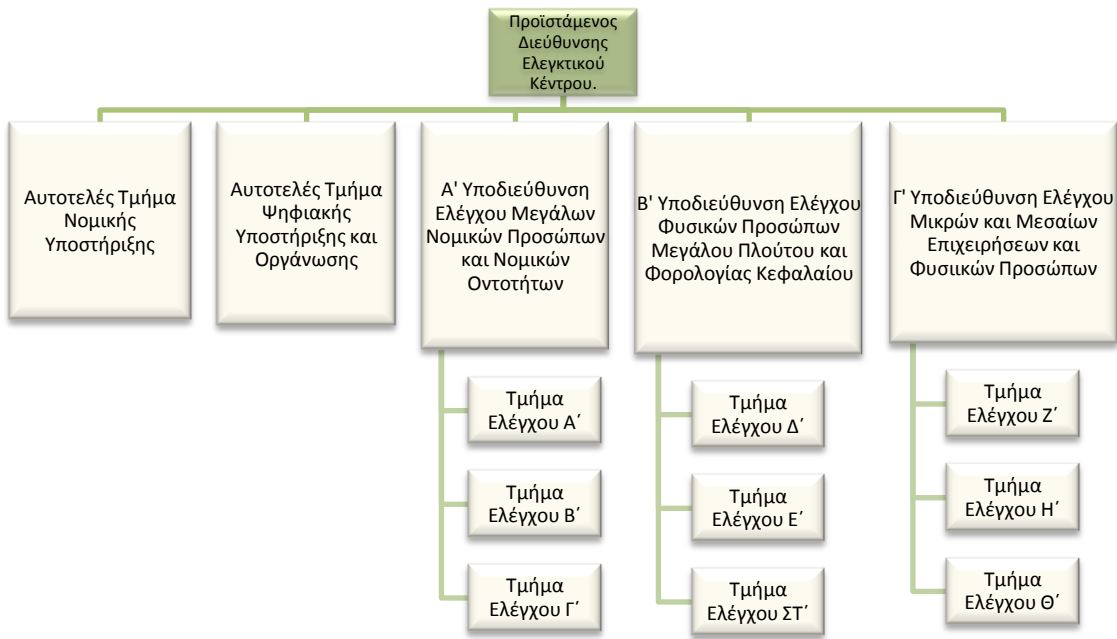 Προϊστάμενος
Διεύθυνσης
Ελεγκτικού
Κέντρου.
Αυτοτελές Τμήμα
Νομικής
Υποστήριξης
Αυτοτελές Τμήμα
Ψηφιακής
Υποστήριξης και
Οργάνωσης
Α' Υποδιεύθυνση
Ελέγχου Μεγάλων
Νομικών Προσώπων
και Νομικών
Οντοτήτων
Β' Υποδιεύθυνση Ελέγχου
Φυσικών Προσώπων
Μεγάλου Πλούτου και
Φορολογίας Κεφαλαίου
Γ' Υποδιεύθυνση Ελέγχου
Μικρών και Μεσαίων
Επιχειρήσεων και
Φυσιικών Προσώπων
Τμήμα
Ελέγχου Α΄
Τμήμα
Ελέγχου Β΄
Τμήμα
Ελέγχου Γ΄
Τμήμα
Ελέγχου Δ΄
Τμήμα
Ελέγχου Ε΄
Τμήμα
Ελέγχου ΣΤ΄
Τμήμα
Ελέγχου Ζ΄
Τμήμα
Ελέγχου Η΄
Τμήμα
Ελέγχου Θ΄